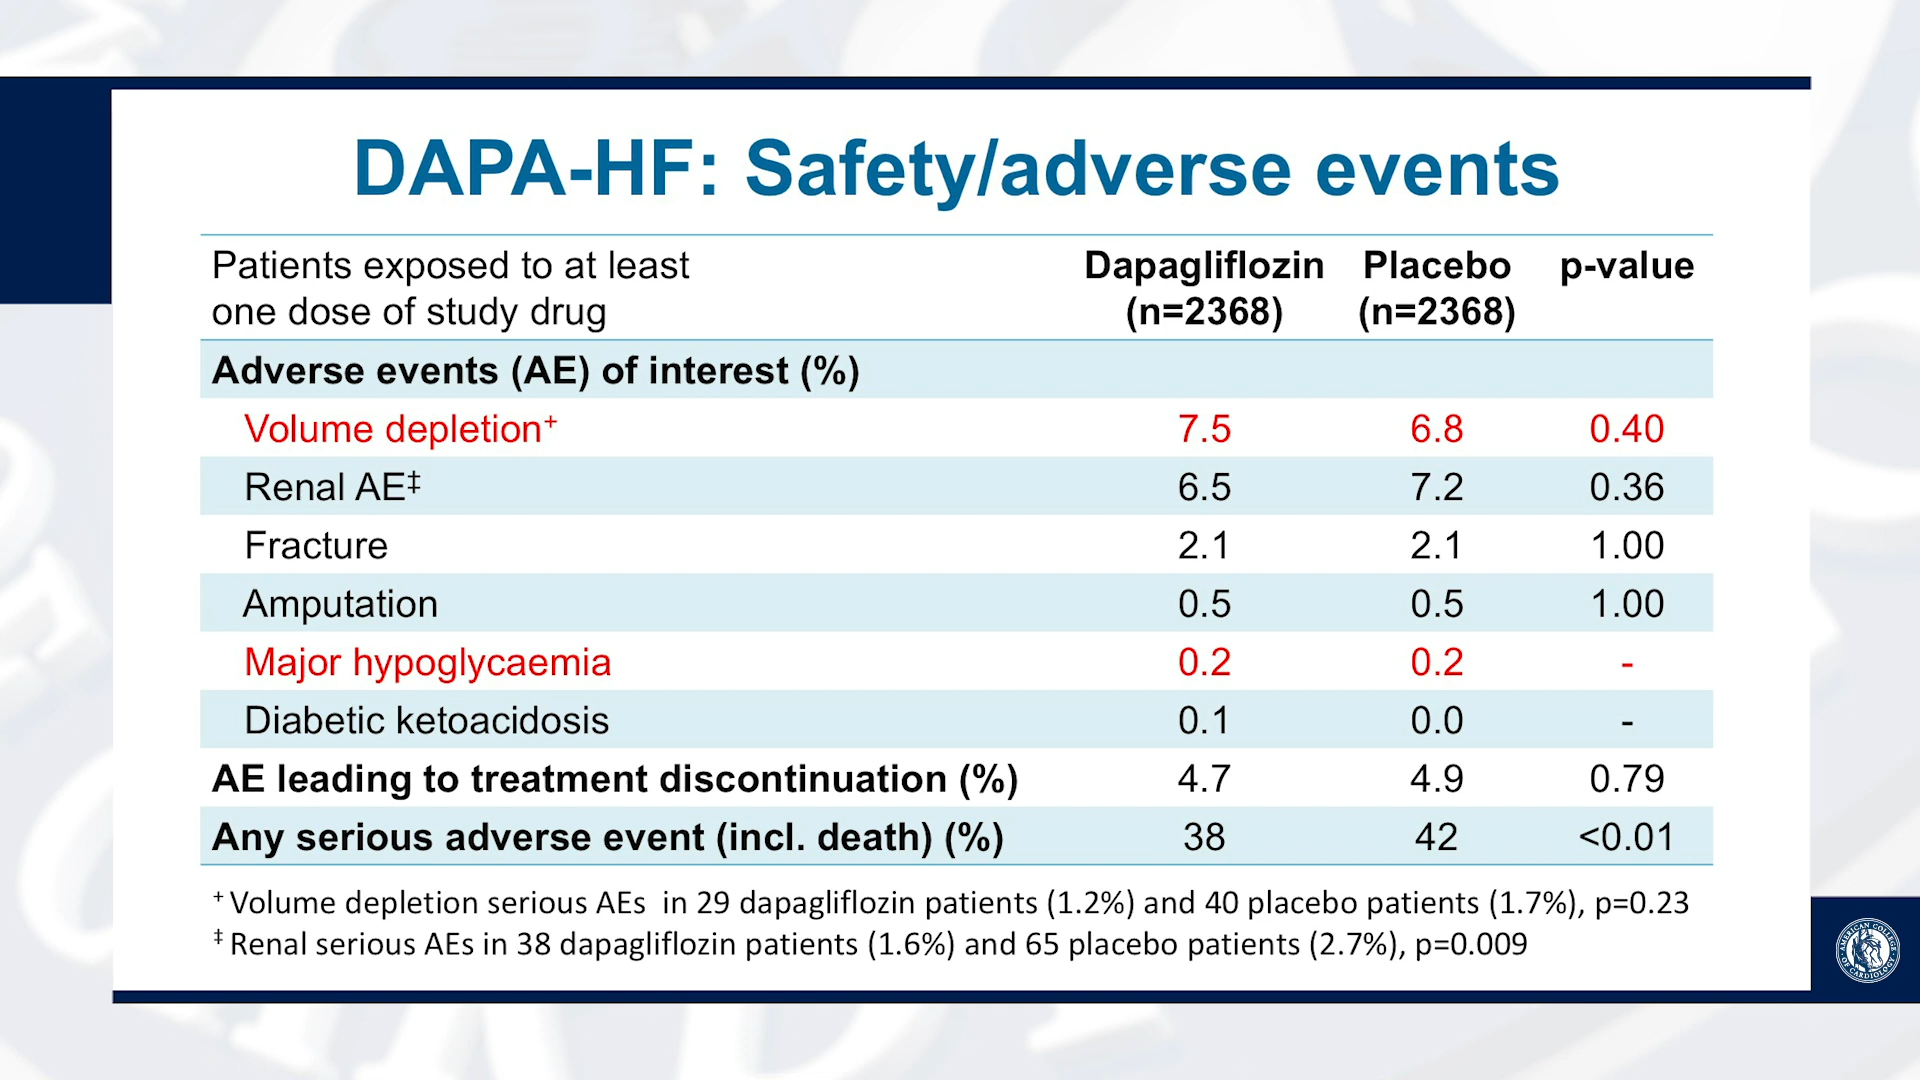 DAPA-HF: Safety/adverse events
Patients exposed to at least one dose of study drug Dapagliflozin (n=2368) Placebo (n=2368) p-value
Adverse events (AE) of interest (%)
Volume depletion⁺ 7.5 6.8 0.40
Renal AE‡ 6.5 7.2 0.36
Fracture 2.1 2.1 1.00
Amputation 0.5 0.5 1.00
Major hypoglycaemia 0.2 0.2 -
Diabetic ketoacidosis 0.1 0.0 -
AE leading to treatment discontinuation (%) 4.7 4.9 0.79
Any serious adverse event (incl. death) (%) 38 42 <0.01
⁺ Volume depletion serious AEs in 29 dapagliflozin patients (1.2%) and 40 placebo patients (1.7%), p=0.23
‡ Renal serious AEs in 38 dapagliflozin patients (1.6%) and 65 placebo patients (2.7%), p=0.009
AMERICAN COLLEGE OF CARDIOLOGY